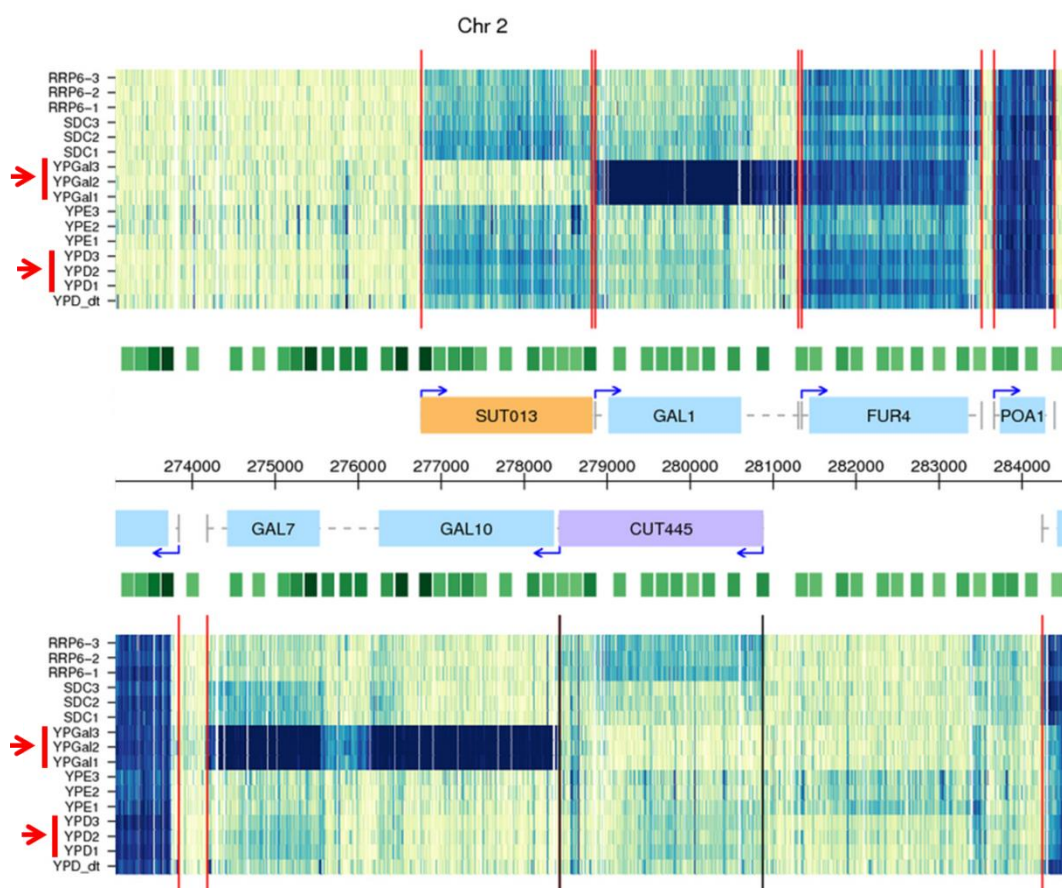 Chr 2
RRP6-3
RRP6-2
RRP6-1
SDC3
SDC2
SDC1
YPGal3
YPGal2
YPGal1
YPE3
YPE2
YPE1
YPD3
YPD2
YPD1
YPD_dt
SUT013 GAL1 FUR4 POA1
274000 275000 276000 277000 278000 279000 280000 281000 282000 283000 284000
GAL7 GAL10 CUT445
RRP6-3
RRP6-2
RRP6-1
SDC3
SDC2
SDC1
YPGal3
YPGal2
YPGal1
YPE3
YPE2
YPE1
YPD3
YPD2
YPD1
YPD_dt